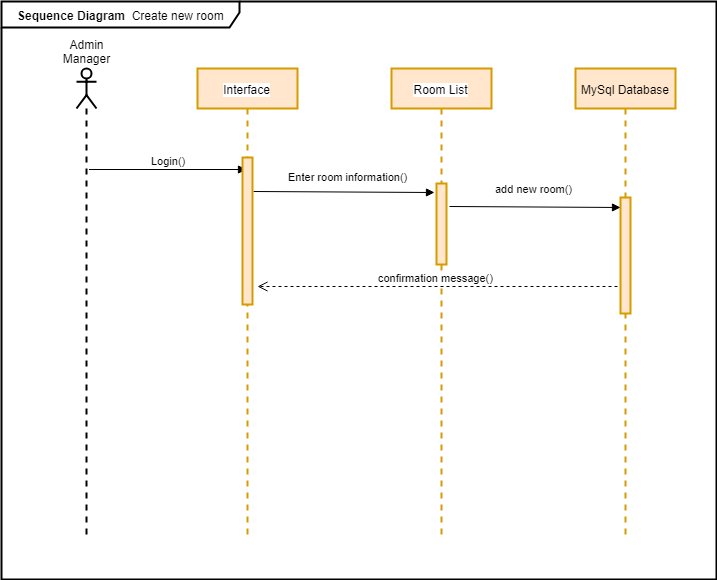 Sequence Diagram Create new room
Admin
Manager
Interface
Room List
MySql Database
Login()
Enter room information()
add new room()
confirmation message()